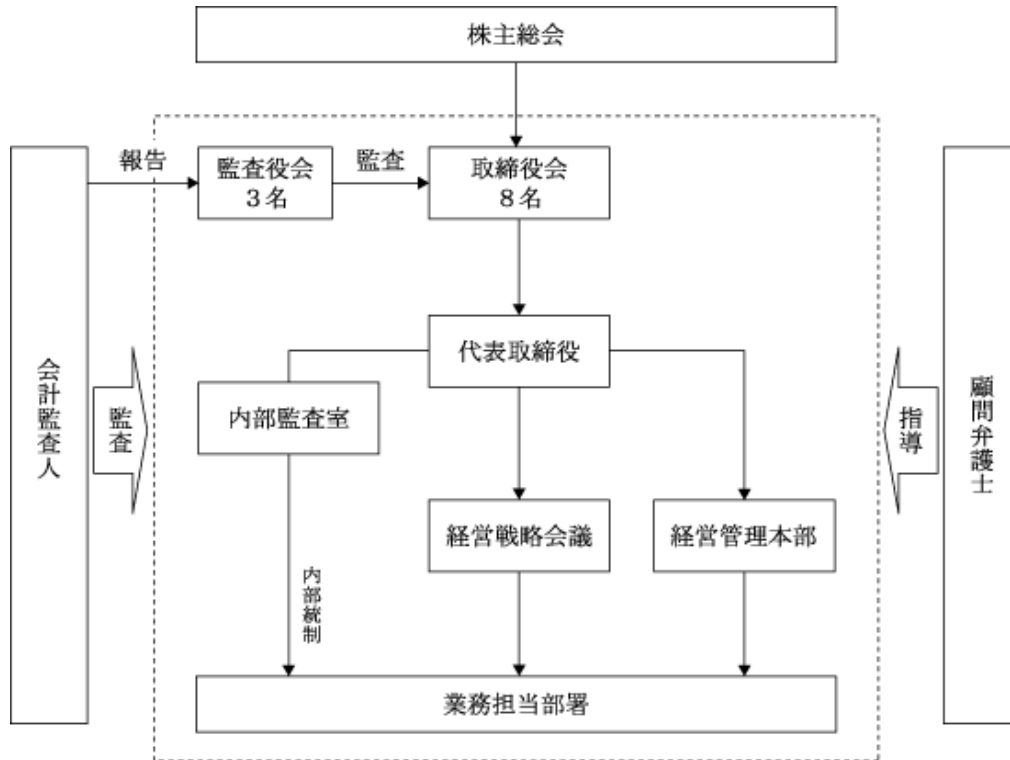 株主総会
報告
監査役会
3名
監査
取締役会
8名
代表取締役
会計監査人
監査
内部監査室
指導
顧問弁護士
経営戦略会議
経営管理本部
内部統制
業務担当部署